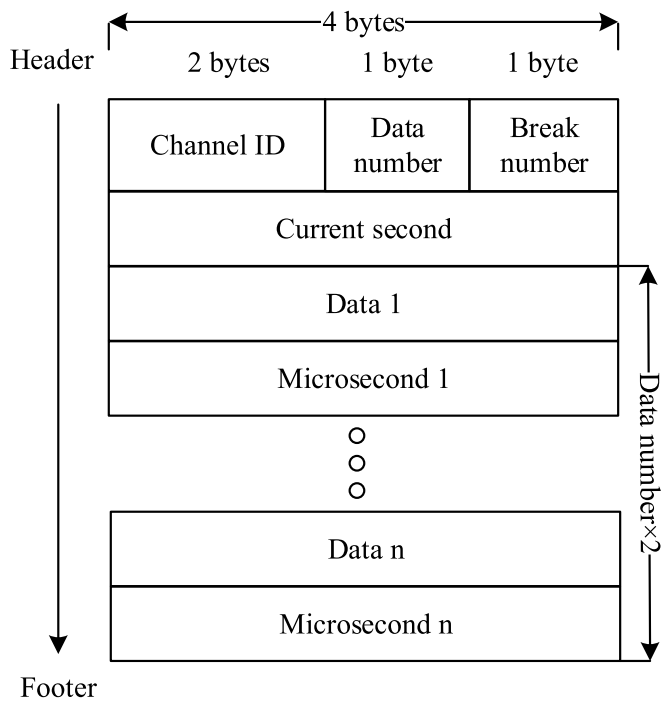 4 bytes
Header
2 bytes
1 byte
1 byte
Channel ID
Data
number
Break
number
Current second
Data 1
Microsecond 1
Data number×2
Data n
Microsecond n
Footer